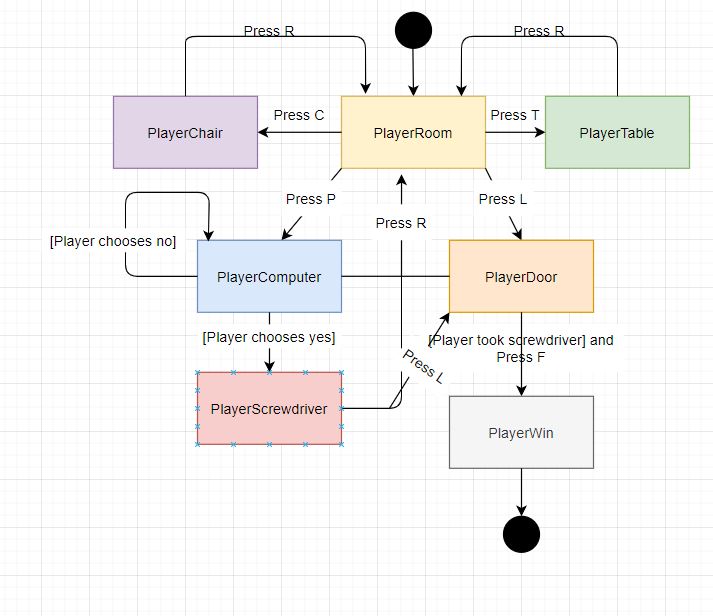 Press R
Press R
PlayerChair
Press C
PlayerRoom
Press T
PlayerTable
Press P
Press L
Press R
[Player chooses no]
PlayerComputer
PlayerDoor
[Player chooses yes]
[Player took screwdriver] and
Press F
Press L
PlayerScrewdriver
PlayerWin